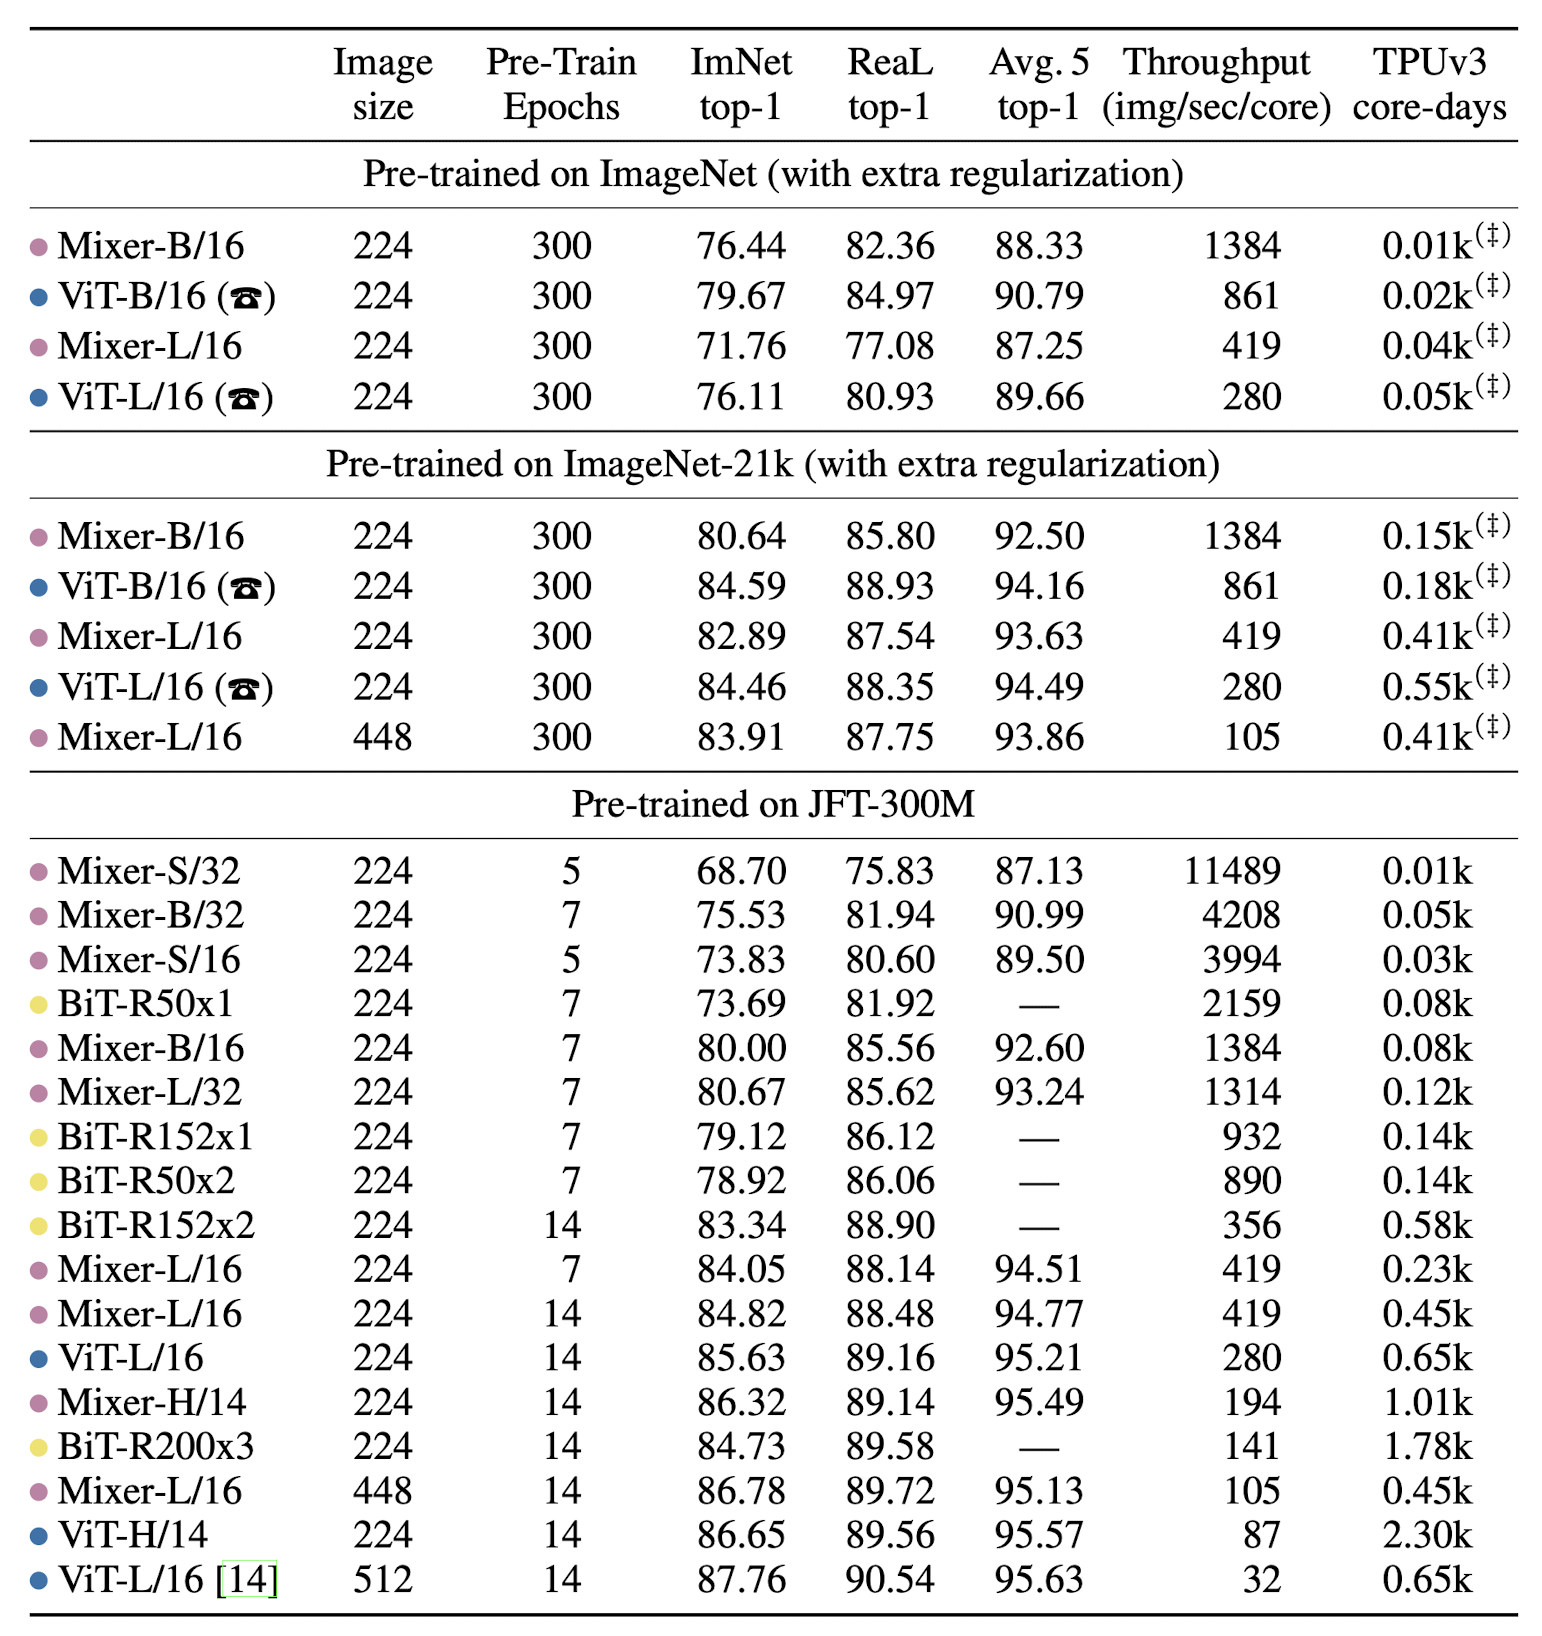 Image Pre-Train ImNet ReaL Avg. 5 Throughput TPUv3
size Epochs top-1 top-1 top-1 (img/sec/core) core-days
Pre-trained on ImageNet (with extra regularization)
Mixer-B/16 224 300 76.44 82.36 88.33 1384 0.01k(‡)
ViT-B/16 (☎) 224 300 79.67 84.97 90.79 861 0.02k(‡)
Mixer-L/16 224 300 71.76 77.08 87.25 419 0.04k(‡)
ViT-L/16 (☎) 224 300 76.11 80.93 89.66 280 0.05k(‡)
Pre-trained on ImageNet-21k (with extra regularization)
Mixer-B/16 224 300 80.64 85.80 92.50 1384 0.15k(‡)
ViT-B/16 (☎) 224 300 84.59 88.93 94.16 861 0.18k(‡)
Mixer-L/16 224 300 82.89 87.54 93.63 419 0.41k(‡)
ViT-L/16 (☎) 224 300 84.46 88.35 94.49 280 0.55k(‡)
Mixer-L/16 448 300 83.91 87.75 93.86 105 0.41k(‡)
Pre-trained on JFT-300M
Mixer-S/32 224 5 68.70 75.83 87.13 11489 0.01k
Mixer-B/32 224 7 75.53 81.94 90.99 4208 0.05k
Mixer-S/16 224 5 73.83 80.60 89.50 3994 0.03k
BiT-R50x1 224 7 73.69 81.92 — 2159 0.08k
Mixer-B/16 224 7 80.00 85.56 92.60 1384 0.08k
Mixer-L/32 224 7 80.67 85.62 93.24 1314 0.12k
BiT-R152x1 224 7 79.12 86.12 — 932 0.14k
BiT-R50x2 224 7 78.92 86.06 — 890 0.14k
BiT-R152x2 224 14 83.34 88.90 — 356 0.58k
Mixer-L/16 224 7 84.05 88.14 94.51 419 0.23k
Mixer-L/16 224 14 84.82 88.48 94.77 419 0.45k
ViT-L/16 224 14 85.63 89.16 95.21 280 0.65k
Mixer-H/14 224 14 86.32 89.14 95.49 194 1.01k
BiT-R200x3 224 14 84.73 89.58 — 141 1.78k
Mixer-L/16 448 14 86.78 89.72 95.13 105 0.45k
ViT-H/14 224 14 86.65 89.56 95.57 87 2.30k
ViT-L/16 [14] 512 14 87.76 90.54 95.63 32 0.65k